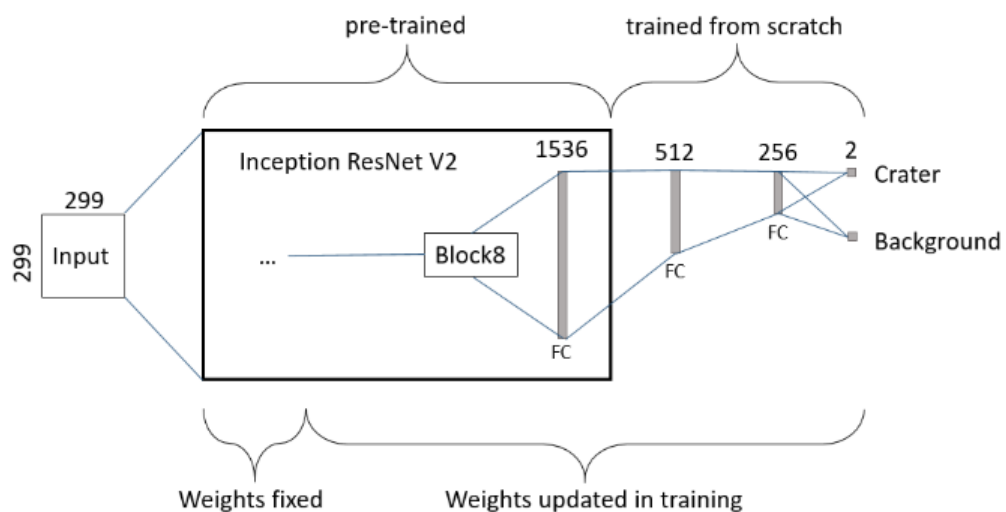 pre-trained
trained from scratch
Inception ResNet V2
1536
512
256
2
Crater
299
299
Input
...
Block8
Background
FC
FC
FC
Weights fixed
Weights updated in training